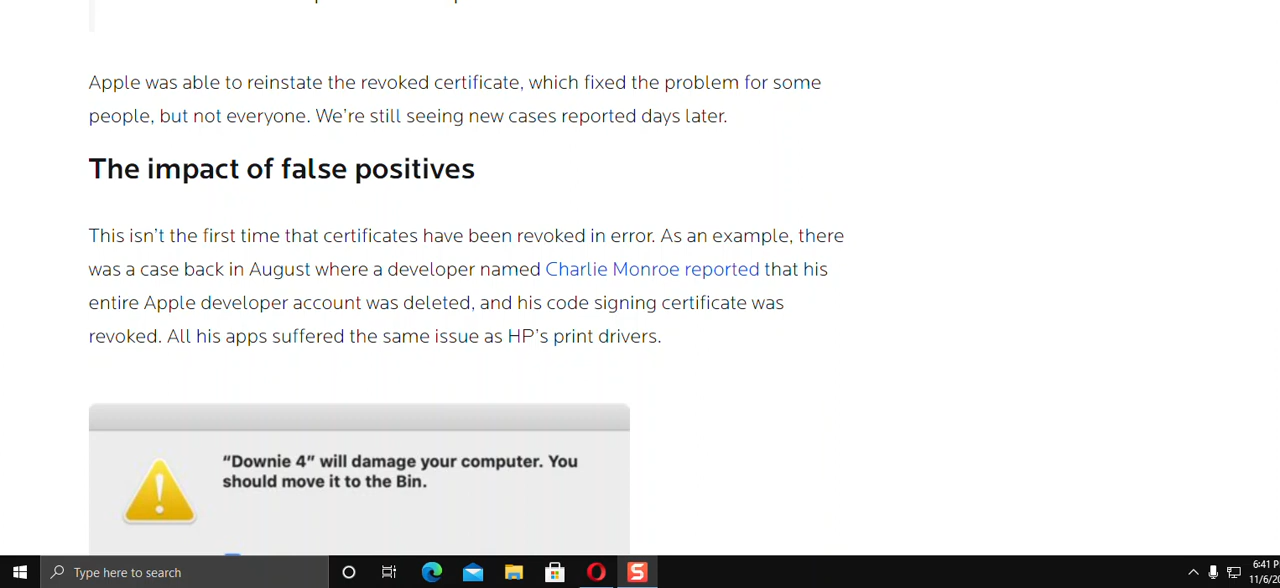 Apple was able to reinstate the revoked certificate, which fixed the problem for some
people, but not everyone. We’re still seeing new cases reported days later.
The impact of false positives
This isn’t the first time that certificates have been revoked in error. As an example, there
was a case back in August where a developer named Charlie Monroe reported that his
entire Apple developer account was deleted, and his code signing certificate was
revoked. All his apps suffered the same issue as HP’s print drivers.
“Downie 4” will damage your computer. You
should move it to the Bin.
Type here to search
6:41 P
11/6/20